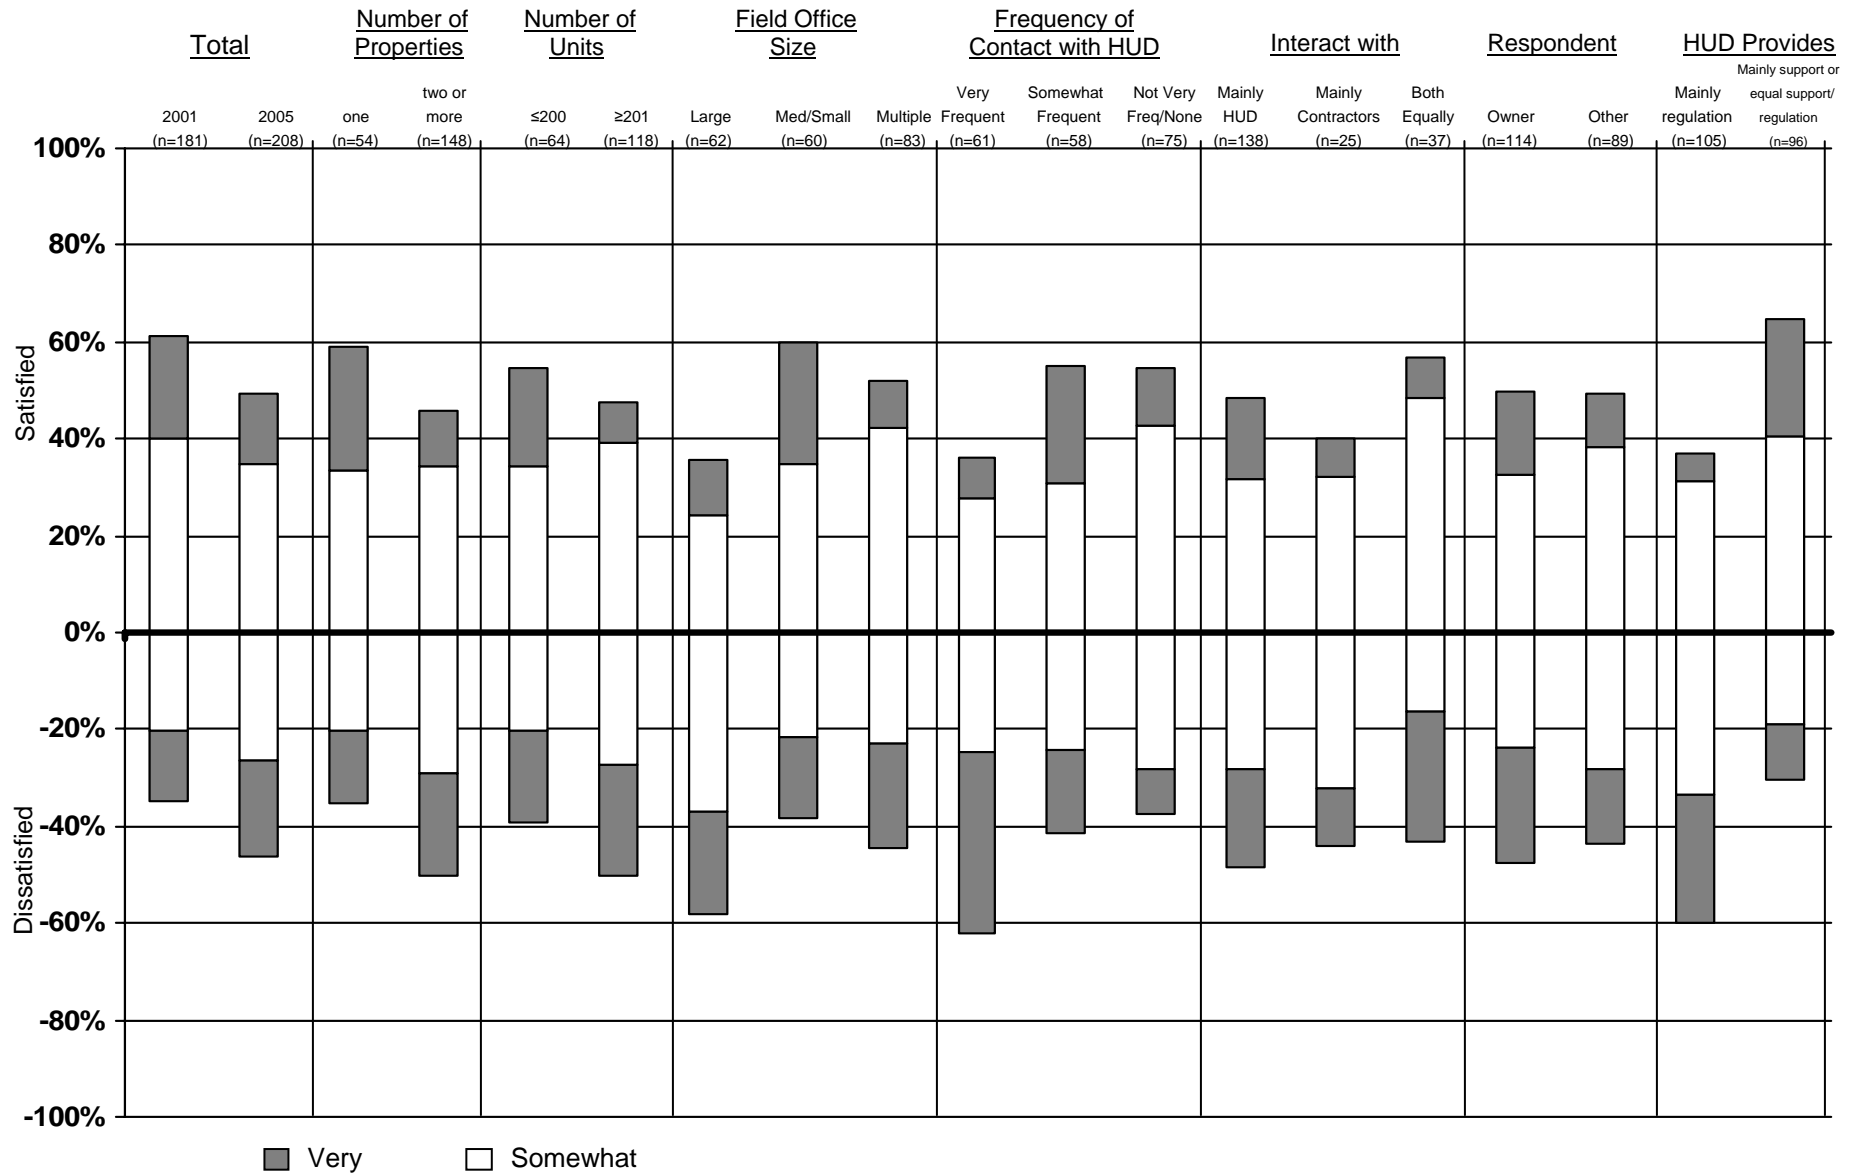 Total
Number of
Properties
Number of
Units
Field Office
Size
Frequency of
Contact with HUD
Interact with
Respondent
HUD Provides
2001
(n=181)
2005
(n=208)
one
(n=54)
two or
more
(n=148)
≤200
(n=64)
≥201
(n=118)
Large
(n=62)
Med/Small
(n=60)
Multiple
(n=83)
Very
Frequent
(n=61)
Somewhat
Frequent
(n=58)
Not Very
Freq/None
(n=75)
Mainly
HUD
(n=138)
Mainly
Contractors
(n=25)
Both
Equally
(n=37)
Owner
(n=114)
Other
(n=89)
Mainly
regulation
(n=105)
Mainly support or
equal support/
regulation
(n=96)
100%
80%
60%
40%
20%
0%
-20%
-40%
-60%
-80%
-100%
Satisfied
Dissatisfied
Very
Somewhat